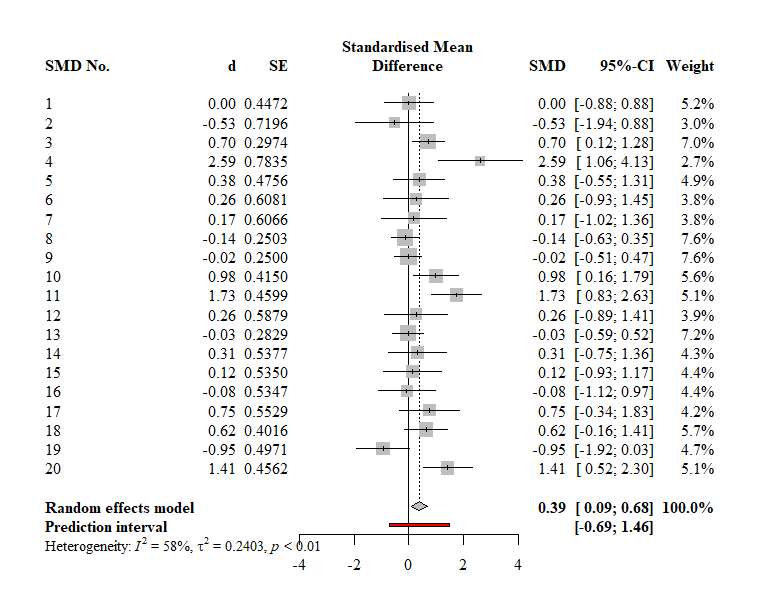 Standardised Mean
SMD No. d SE Difference SMD 95%-CI Weight
1 0.00 0.4472 0.00 [-0.88; 0.88] 5.2%
2 -0.53 0.7196 -0.53 [-1.94; 0.88] 3.0%
3 0.70 0.2974 0.70 [ 0.12; 1.28] 7.0%
4 2.59 0.7835 2.59 [ 1.06; 4.13] 2.7%
5 0.38 0.4756 0.38 [-0.55; 1.31] 4.9%
6 0.26 0.6081 0.26 [-0.93; 1.45] 3.8%
7 0.17 0.6066 0.17 [-1.02; 1.36] 3.8%
8 -0.14 0.2503 -0.14 [-0.63; 0.35] 7.6%
9 -0.02 0.2500 -0.02 [-0.51; 0.47] 7.6%
10 0.98 0.4150 0.98 [ 0.16; 1.79] 5.6%
11 1.73 0.4599 1.73 [ 0.83; 2.63] 5.1%
12 0.26 0.5879 0.26 [-0.89; 1.41] 3.9%
13 -0.03 0.2829 -0.03 [-0.59; 0.52] 7.2%
14 0.31 0.5377 0.31 [-0.75; 1.36] 4.3%
15 0.12 0.5350 0.12 [-0.93; 1.17] 4.4%
16 -0.08 0.5347 -0.08 [-1.12; 0.97] 4.4%
17 0.75 0.5529 0.75 [-0.34; 1.83] 4.2%
18 0.62 0.4016 0.62 [-0.16; 1.41] 5.7%
19 -0.95 0.4971 -0.95 [-1.92; 0.03] 4.7%
20 1.41 0.4562 1.41 [ 0.52; 2.30] 5.1%
Random effects model 0.39 [ 0.09; 0.68] 100.0%
Prediction interval [-0.69; 1.46]
Heterogeneity: I² = 58%, τ² = 0.2403, p < 0.01
-4 -2 0 2 4